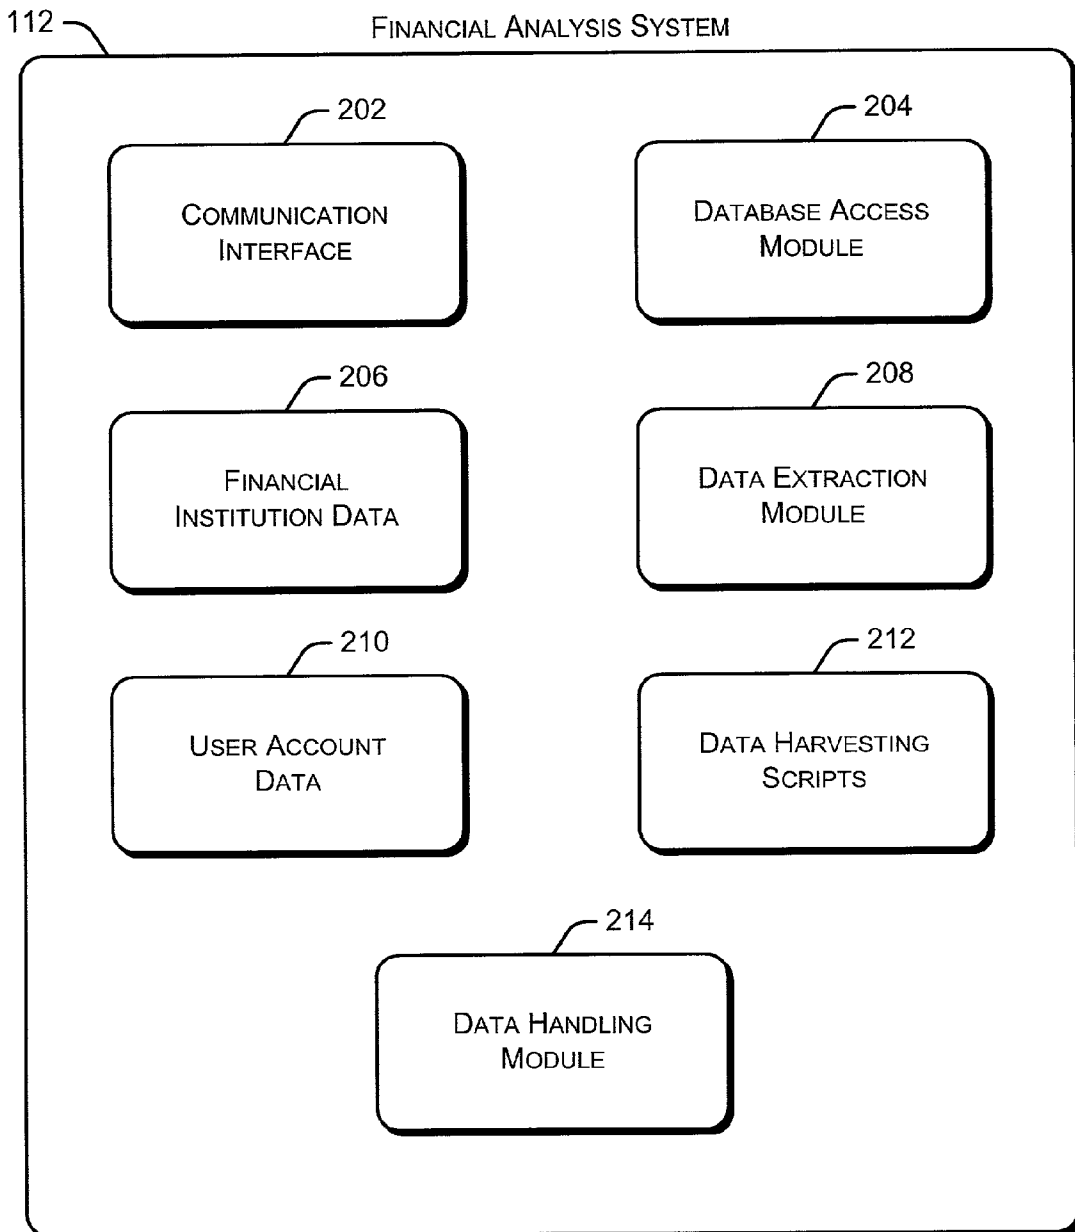 112
FINANCIAL ANALYSIS SYSTEM
202
COMMUNICATION
INTERFACE
204
DATABASE ACCESS
MODULE
206
FINANCIAL
INSTITUTION DATA
208
DATA EXTRACTION
MODULE
210
USER ACCOUNT
DATA
212
DATA HARVESTING
SCRIPTS
214
DATA HANDLING
MODULE